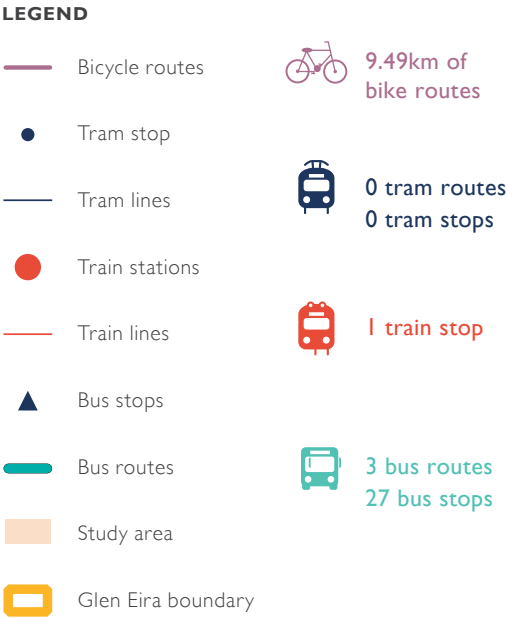 LEGEND
Bicycle routes
Tram stop
Tram lines
Train stations
Train lines
Bus stops
Bus routes
Study area
Glen Eira boundary
9.49km of
bike routes
0 tram routes
0 tram stops
1 train stop
3 bus routes
27 bus stops